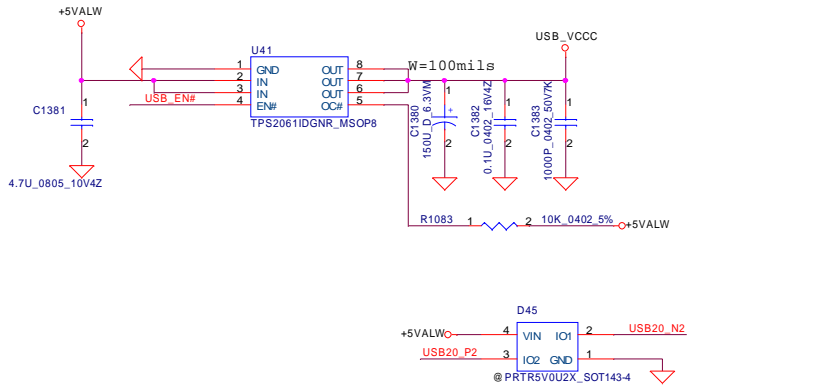 +5VALW
USB_VCCC
U41
W=100mils
1 GND OUT 8
2 IN OUT 7
3 IN OUT 6
USB_EN# 4 EN# OC# 5
TPS2061IDGNR_MSOP8
C1381
1
2
4.7U_0805_10V4Z
C1380
150U_D_6.3VM
1
+
2
C1382
0.1U_0402_16V4Z
1
2
C1383
1000P_0402_50V7K
1
2
R1083 1 2 10K_0402_5% +5VALW
D45
+5VALW 4 VIN IO1 2 USB20_N2
USB20_P2 3 IO2 GND 1
@PRTR5V0U2X_SOT143-4